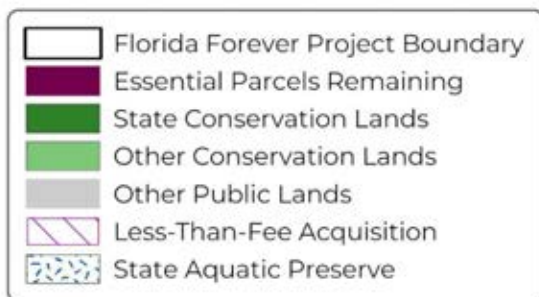 Florida Forever Project Boundary
Essential Parcels Remaining
State Conservation Lands
Other Conservation Lands
Other Public Lands
Less-Than-Fee Acquisition
State Aquatic Preserve